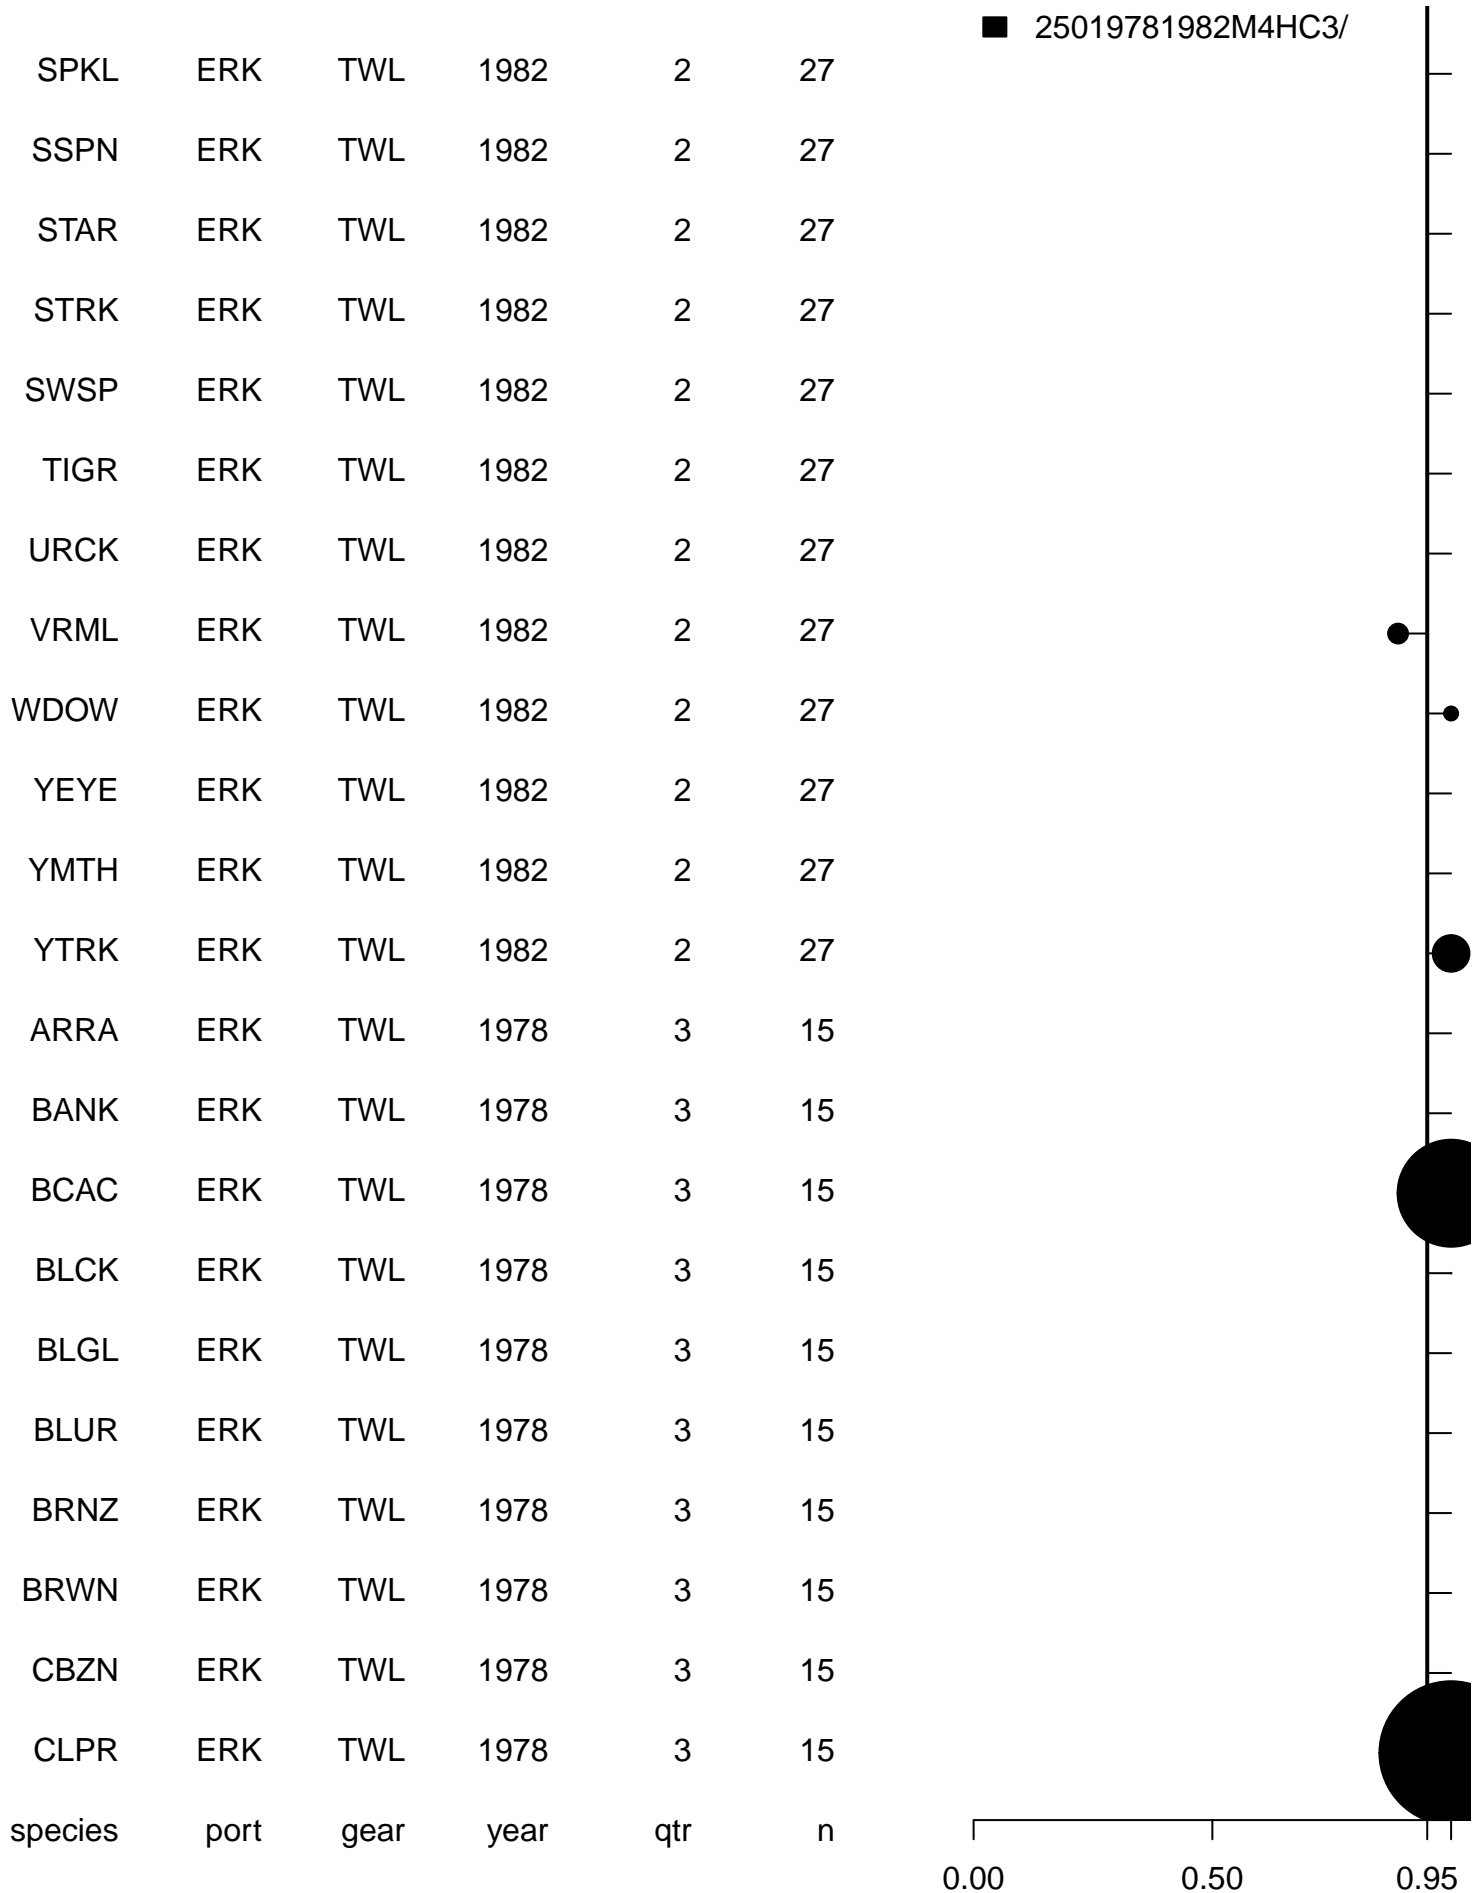 25019781982M4HC3/
SPKL ERK TWL 1982 2 27
SSPN ERK TWL 1982 2 27
STAR ERK TWL 1982 2 27
STRK ERK TWL 1982 2 27
SWSP ERK TWL 1982 2 27
TIGR ERK TWL 1982 2 27
URCK ERK TWL 1982 2 27
VRML ERK TWL 1982 2 27
WDOW ERK TWL 1982 2 27
YEYE ERK TWL 1982 2 27
YMTH ERK TWL 1982 2 27
YTRK ERK TWL 1982 2 27
ARRA ERK TWL 1978 3 15
BANK ERK TWL 1978 3 15
BCAC ERK TWL 1978 3 15
BLCK ERK TWL 1978 3 15
BLGL ERK TWL 1978 3 15
BLUR ERK TWL 1978 3 15
BRNZ ERK TWL 1978 3 15
BRWN ERK TWL 1978 3 15
CBZN ERK TWL 1978 3 15
CLPR ERK TWL 1978 3 15
species port gear year qtr n
0.00 0.50 0.95